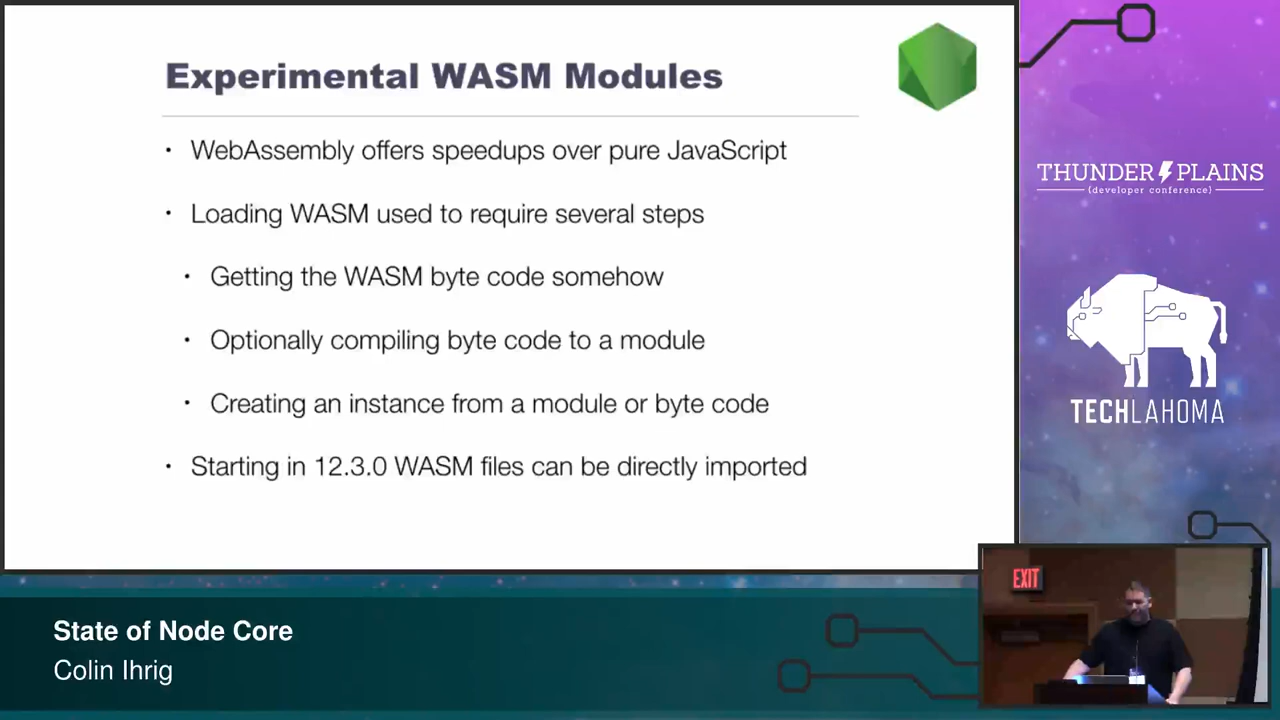 Experimental WASM Modules
• WebAssembly offers speedups over pure JavaScript
• Loading WASM used to require several steps
• Getting the WASM byte code somehow
• Optionally compiling byte code to a module
• Creating an instance from a module or byte code
• Starting in 12.3.0 WASM files can be directly imported
THUNDER PLAINS
{developer conference}
TECHLAHOMA
EXIT
State of Node Core
Colin Ihrig